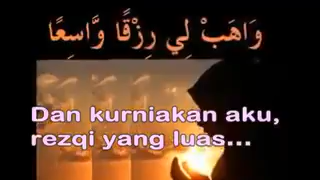 وَاهَبْ لِي رِزْقًا وَّاسِعًا
Dan kurniakan aku,
rezqi yang luas...